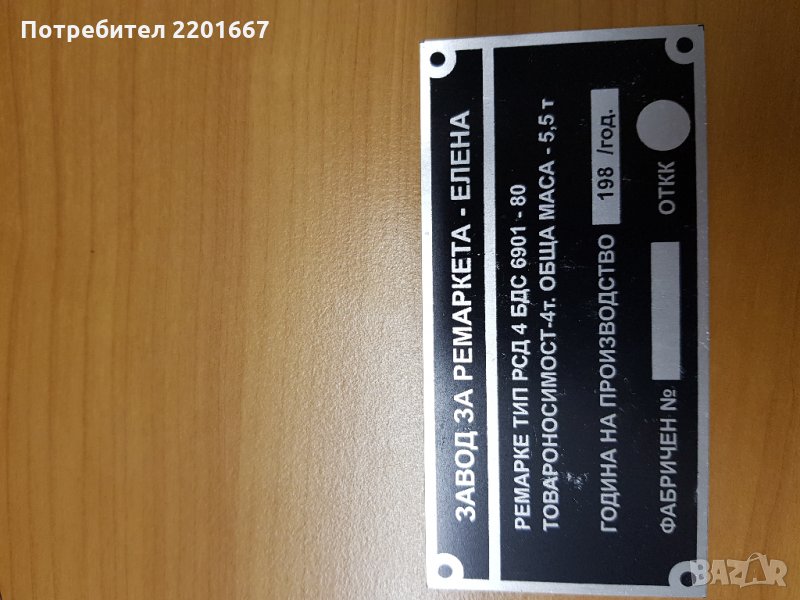 Потребител 2201667
ЗАВОД ЗА РЕМАРКЕТА - ЕЛЕНА
РЕМАРКЕ ТИП РСД 4 БДС 6901 - 80
ТОВАРОНОСИМОСТ-4т. ОБЩА МАСА - 5,5 т
ГОДИНА НА ПРОИЗВОДСТВО 198 /год.
ФАБРИЧЕН № ОТКК
BAZAR